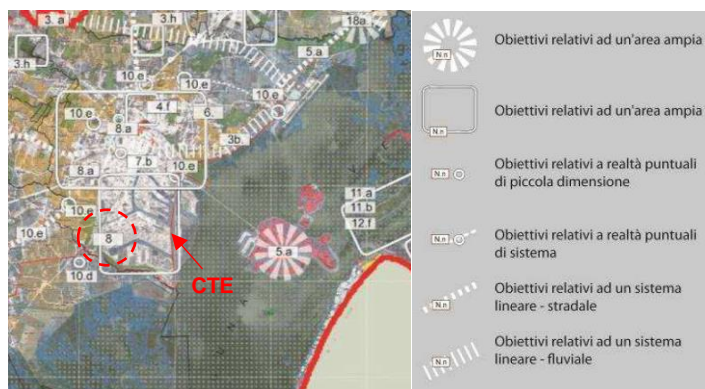 3. a
3.h
18.a
3.h
5.a
10.e
10.e
10.e
4.f
10.e
6.
8.a
3b.
7.b
10.e
8.a
11.a
11.b
12.f
10.e
10.e
8
5.a
10.d
CTE
N.n
Obiettivi relativi ad un'area ampia
N.n
Obiettivi relativi ad un'area ampia
N.n
Obiettivi relativi a realtà puntuali
di piccola dimensione
N.n
Obiettivi relativi a realtà puntuali
di sistema
N.n
Obiettivi relativi ad un sistema
lineare - stradale
N.n
Obiettivi relativi ad un sistema
lineare - fluviale